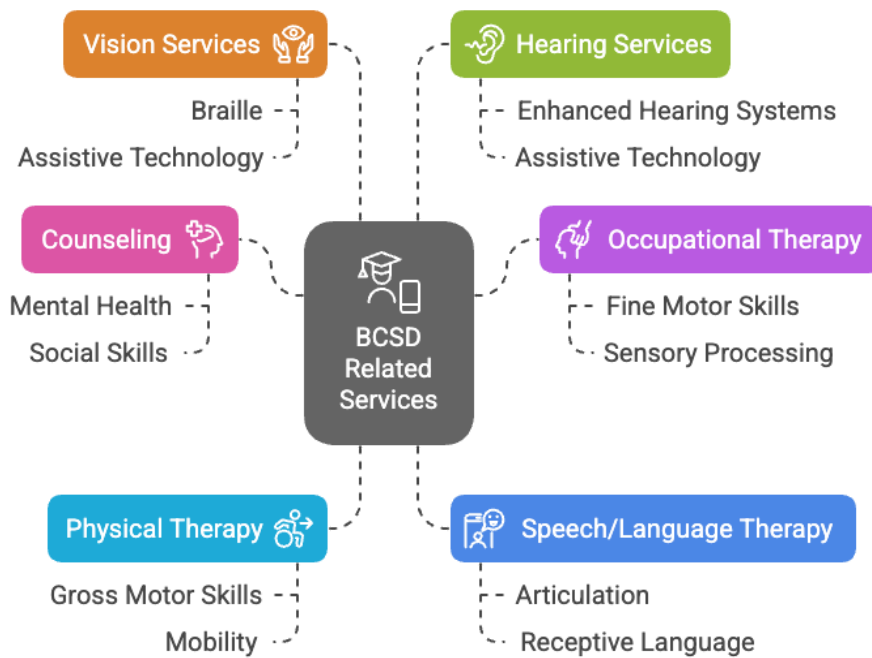 Vision Services
Braille
Assistive Technology
Hearing Services
Enhanced Hearing Systems
Assistive Technology
Counseling
Mental Health
Social Skills
BCSD
Related
Services
Occupational Therapy
Fine Motor Skills
Sensory Processing
Physical Therapy
Gross Motor Skills
Mobility
Speech/Language Therapy
Articulation
Receptive Language